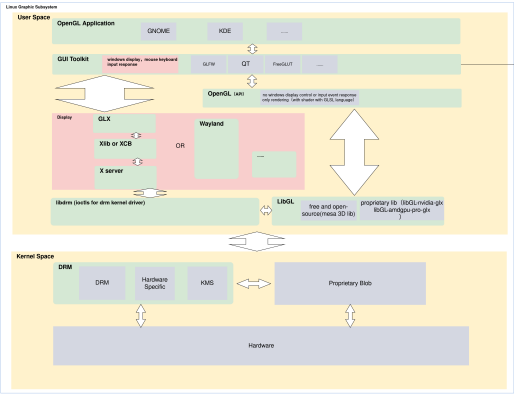 Linux Graphic Subsystem
User Space
OpenGL Application
GNOME
KDE
......
GUI Toolkit
windows display, mouse keyboard
input response
GLFW
QT
FreeGLUT
......
OpenGL (API)
no windows display control or input event response
only rendering (with shader with GLSL language)
Display
GLX
Xlib or XCB
X server
OR
Wayland
......
libdrm (ioctls for drm kernel driver)
LibGL
free and open-
source(mesa 3D lib)
proprietary lib (libGL-nvidia-glx
libGL-amdgpu-pro-glx
)
Kernel Space
DRM
DRM
Hardware
Specific
KMS
Proprietary Blob
Hardware